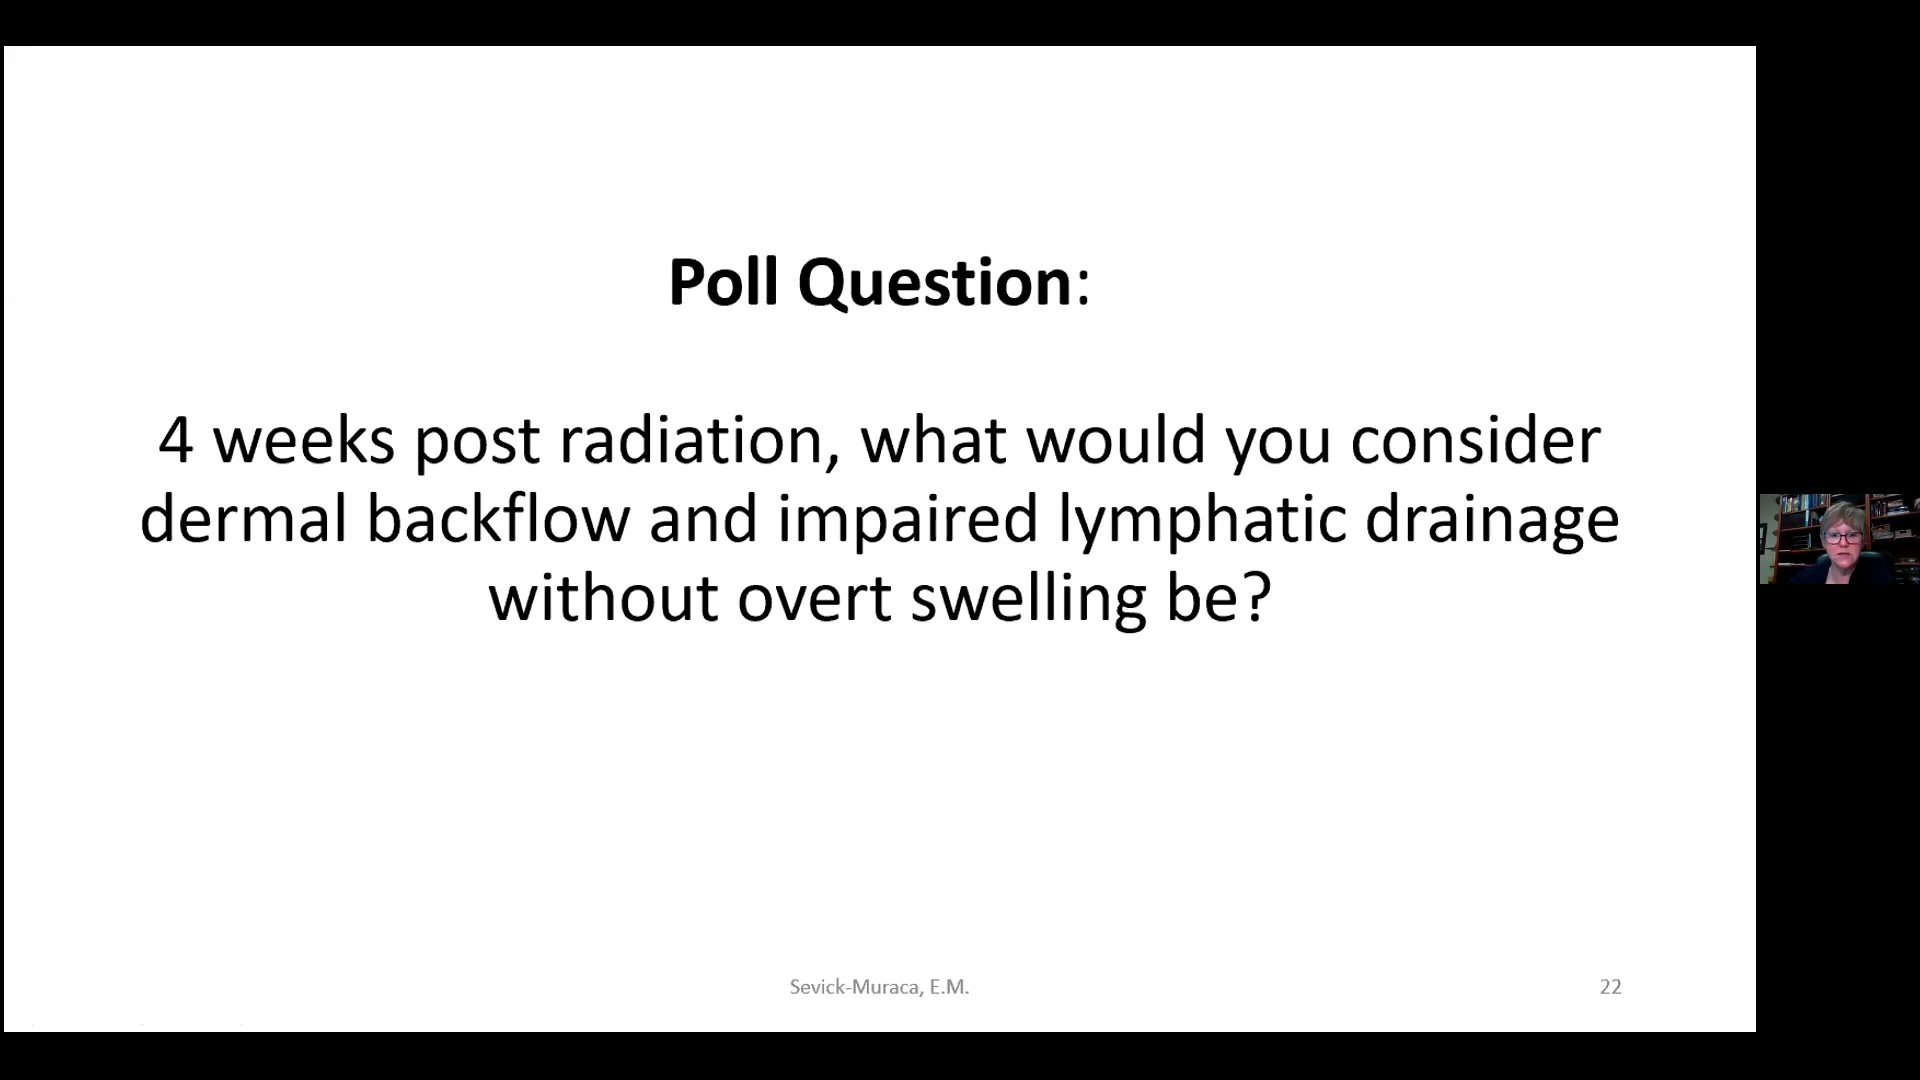 Poll Question:
4 weeks post radiation, what would you consider
dermal backflow and impaired lymphatic drainage
without overt swelling be?
Sevick-Muraca, E.M.
22